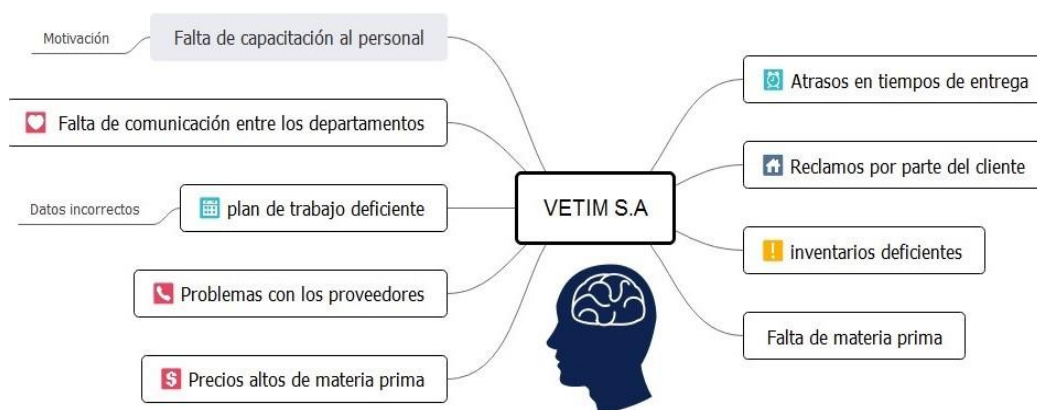 Motivación
Falta de capacitación al personal
Falta de comunicación entre los departamentos
Datos incorrectos
plan de trabajo deficiente
Problemas con los proveedores
Precios altos de materia prima
VETIM S.A
Atrasos en tiempos de entrega
Reclamos por parte del cliente
inventarios deficientes
Falta de materia prima